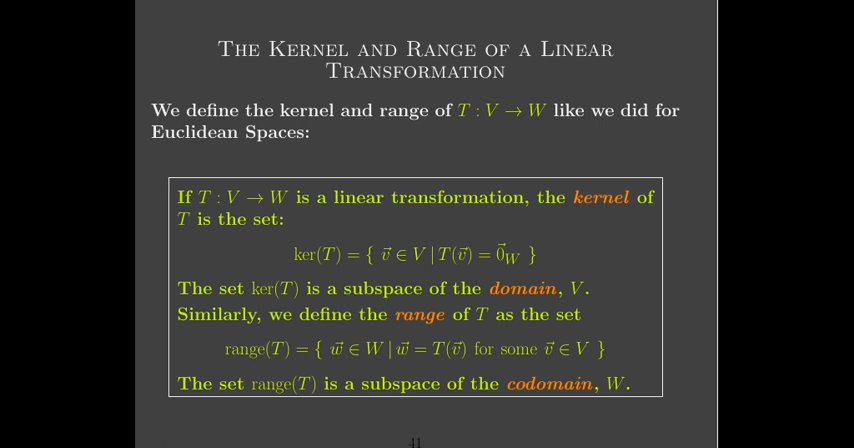 The Kernel and Range of a Linear
Transformation
We define the kernel and range of T : V → W like we did for
Euclidean Spaces:
If T : V → W is a linear transformation, the kernel of
T is the set:
ker(T) = { v⃗ ∈ V | T(v⃗) = 0⃗_W }
The set ker(T) is a subspace of the domain, V.
Similarly, we define the range of T as the set
range(T) = { w⃗ ∈ W | w⃗ = T(v⃗) for some v⃗ ∈ V }
The set range(T) is a subspace of the codomain, W.
41